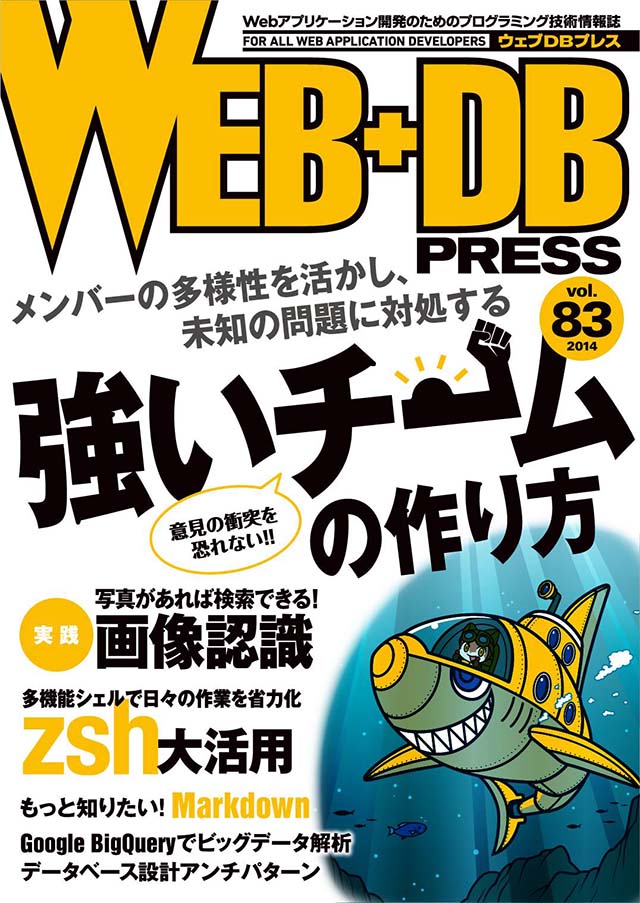 Webアプリケーション開発のためのプログラミング技術情報誌
FOR ALL WEB APPLICATION DEVELOPERS ウェブDBプレス
WEB+DB
PRESS
vol.
83
2014
メンバーの多様性を活かし、
未知の問題に対処する
強いチーム
の作り方
意見の衝突を
恐れない!!
実践
写真があれば検索できる!
画像認識
多機能シェルで日々の作業を省力化
zsh大活用
もっと知りたい! Markdown
Google BigQueryでビッグデータ解析
データベース設計アンチパターン